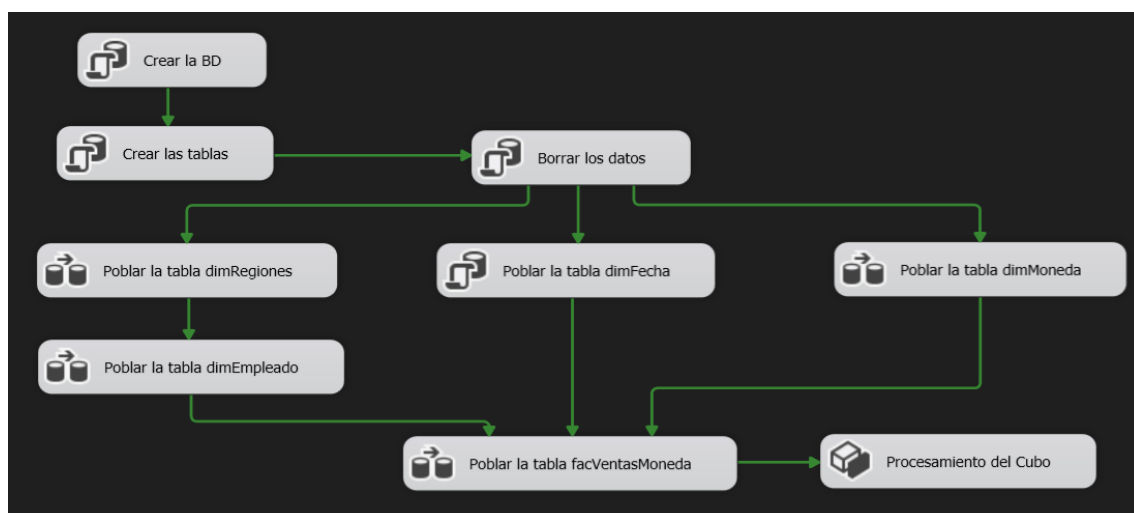 Crear la BD
Crear las tablas
Borrar los datos
Poblar la tabla dimRegiones
Poblar la tabla dimFecha
Poblar la tabla dimMoneda
Poblar la tabla dimEmpleado
Poblar la tabla facVentasMoneda
Procesamiento del Cubo